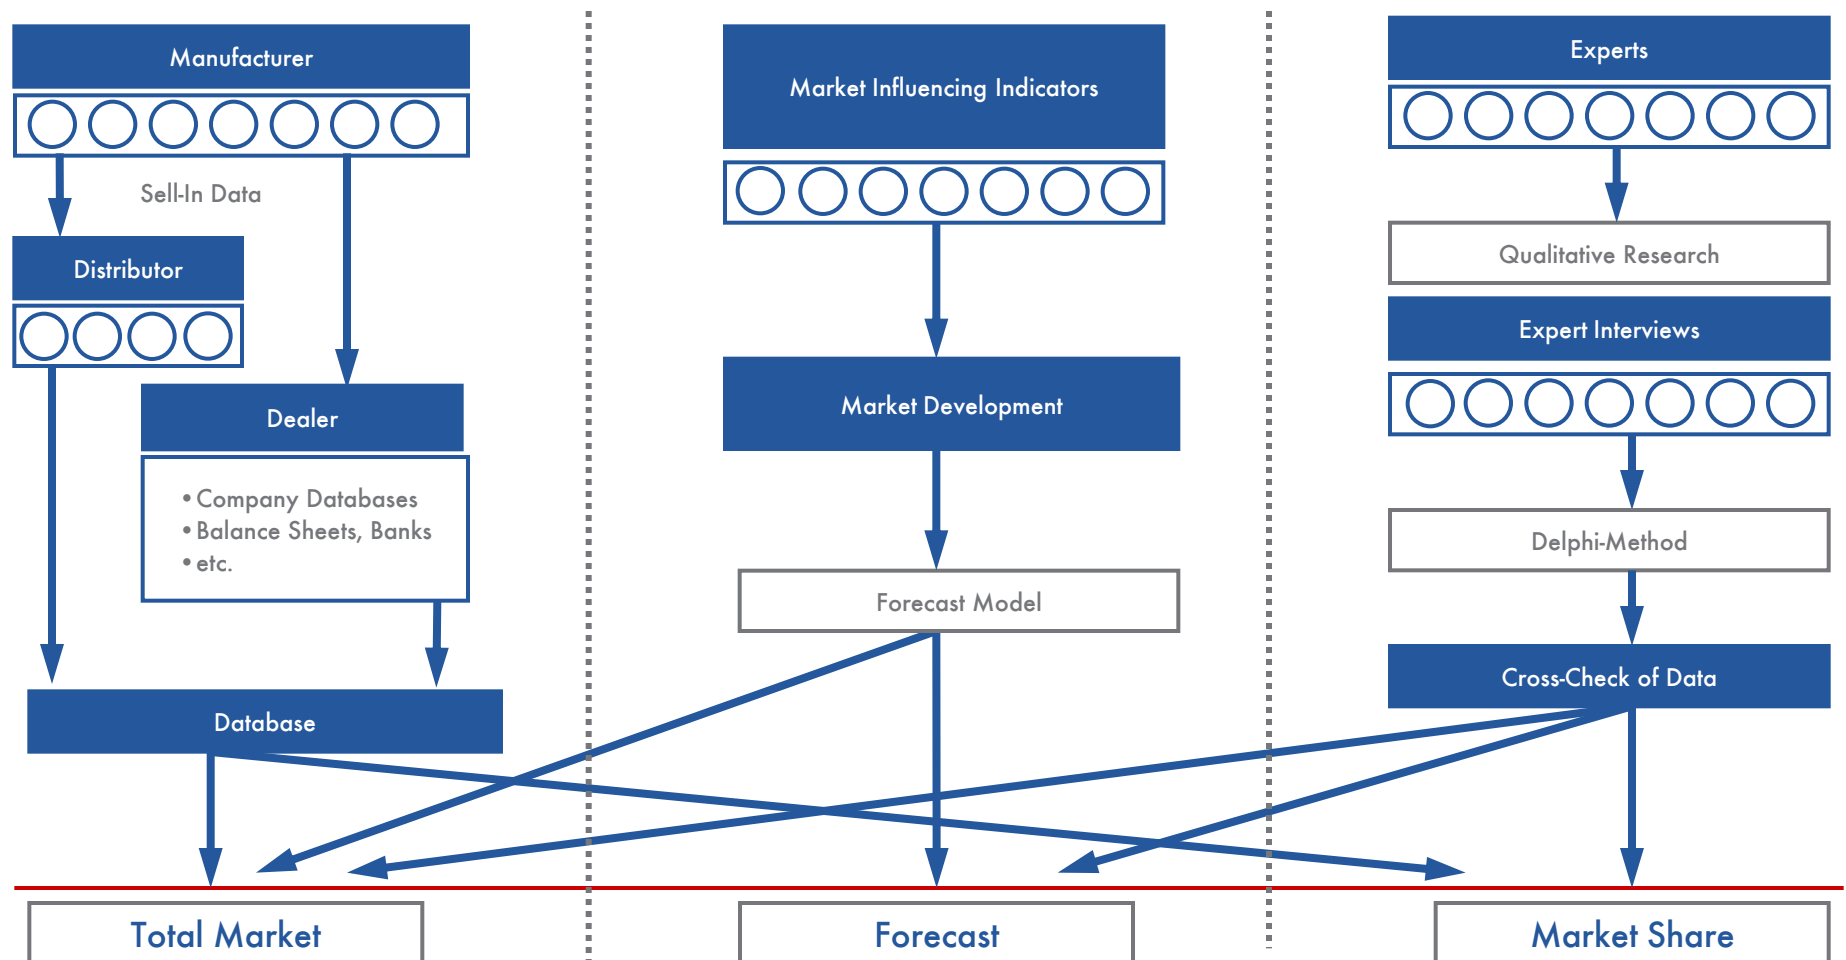 Manufacturer
Sell-In Data
Distributor
Dealer
•Company Databases
•Balance Sheets, Banks
•etc.
Database
Total Market
Market Influencing Indicators
Market Development
Forecast Model
Forecast
Experts
Qualitative Research
Expert Interviews
Delphi-Method
Cross-Check of Data
Market Share